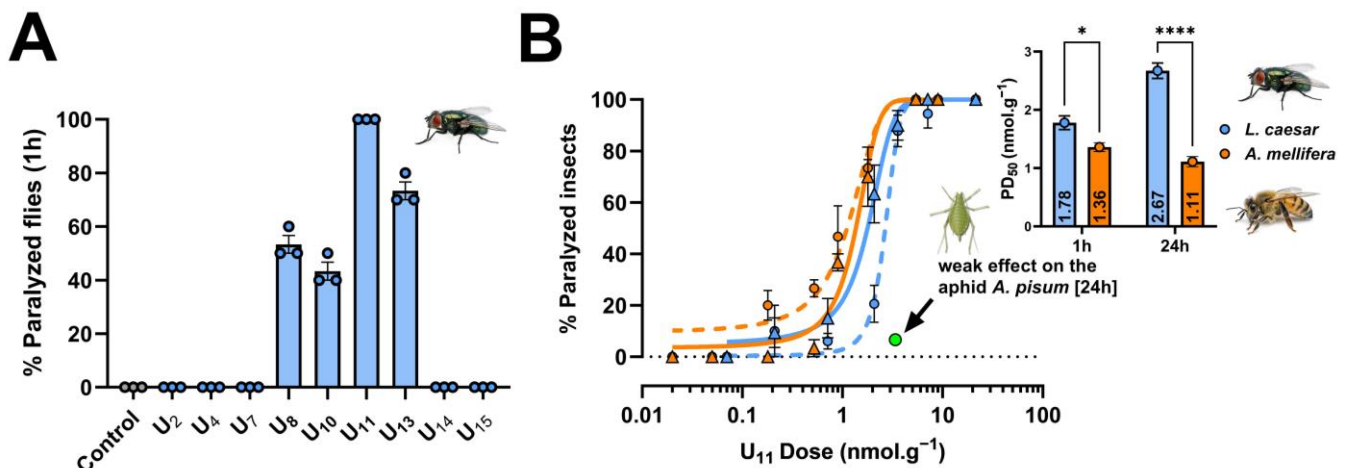 A
% Paralyzed flies (1h)
100
80
60
40
20
0
Control
U₂
U₄
U₇
U₈
U₁₀
U₁₁
U₁₃
U₁₄
U₁₅
B
% Paralyzed insects
100
80
60
40
20
0
0.01
0.1
1
10
100
U₁₁ Dose (nmol.g⁻¹)
weak effect on the
aphid A. pisum [24h]
PD₅₀ (nmol.g⁻¹)
3
2
1
0
*
****
1.78
1.36
2.67
1.11
1h
24h
L. caesar
A. mellifera